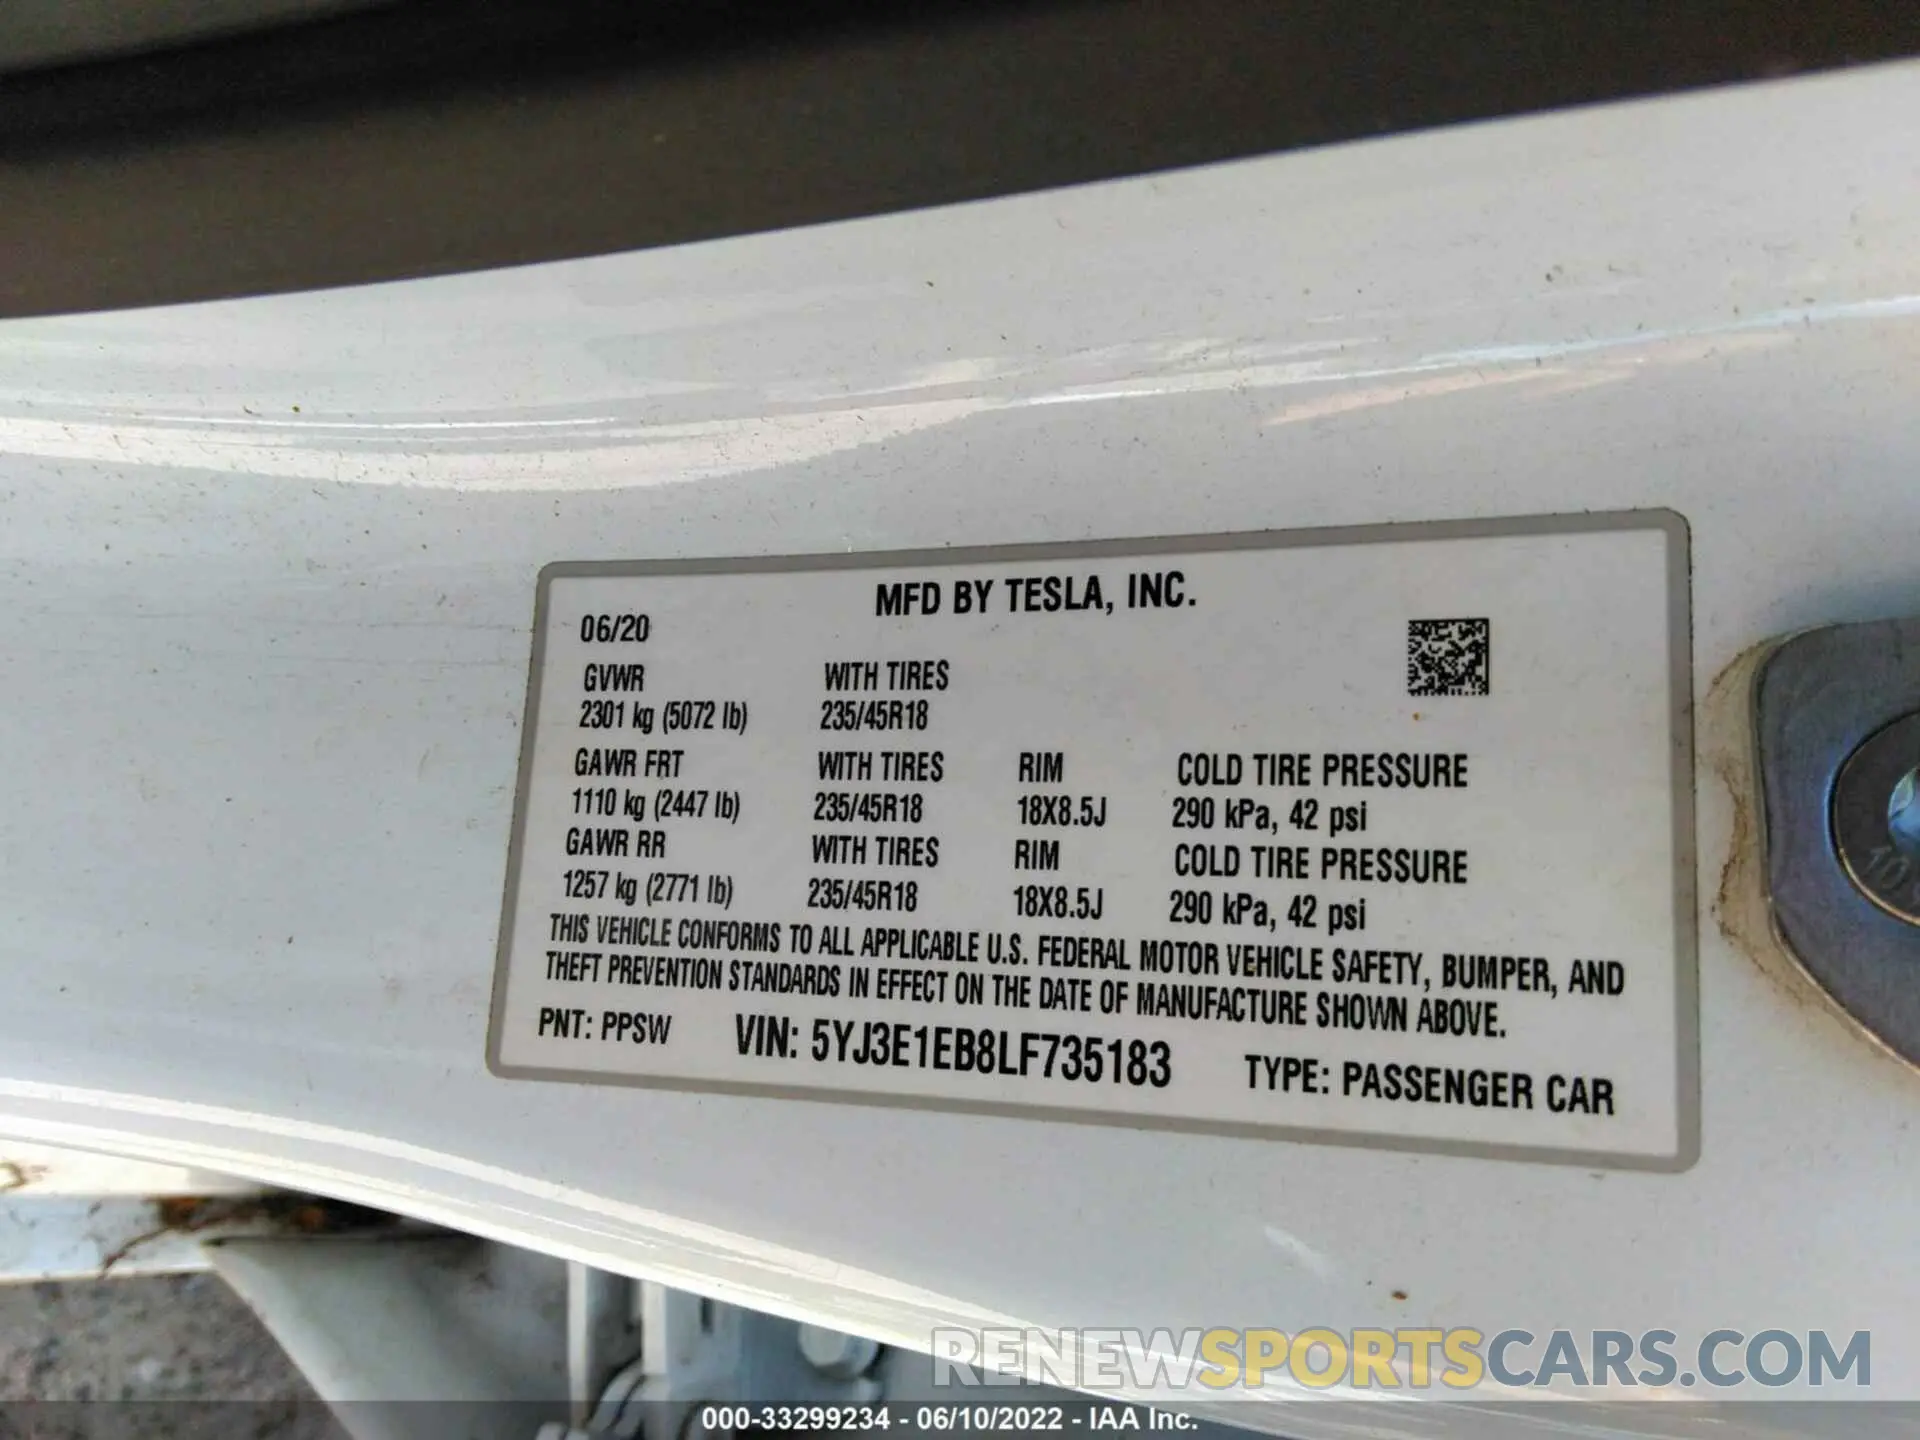 MFD BY TESLA, INC.
06/20
GVWR WITH TIRES
2301 kg (5072 lb) 235/45R18
GAWR FRT WITH TIRES RIM COLD TIRE PRESSURE
1110 kg (2447 lb) 235/45R18 18X8.5J 290 kPa, 42 psi
GAWR RR WITH TIRES RIM COLD TIRE PRESSURE
1257 kg (2771 lb) 235/45R18 18X8.5J 290 kPa, 42 psi
THIS VEHICLE CONFORMS TO ALL APPLICABLE U.S. FEDERAL MOTOR VEHICLE SAFETY, BUMPER, AND
THEFT PREVENTION STANDARDS IN EFFECT ON THE DATE OF MANUFACTURE SHOWN ABOVE.
PNT: PPSW VIN: 5YJ3E1EB8LF735183 TYPE: PASSENGER CAR
10
RENEWSPORTSCARS.COM
000-33299234 - 06/10/2022 - IAA Inc.